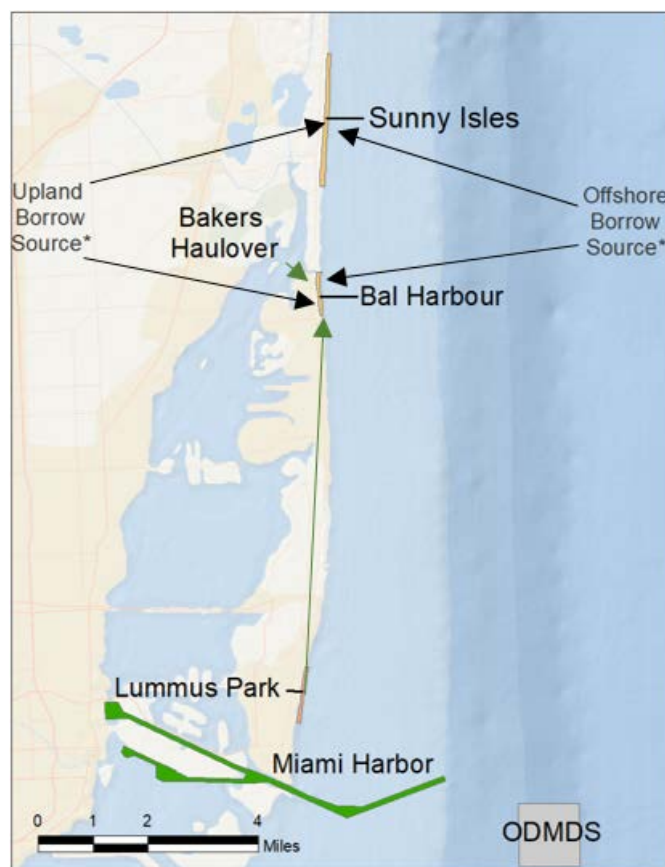 Sunny Isles
Upland
Borrow
Source*
Offshore
Borrow
Source*
Bakers
Haulover
Bal Harbour
Lummus Park
Miami Harbor
0 1 2 4
Miles
ODMDS